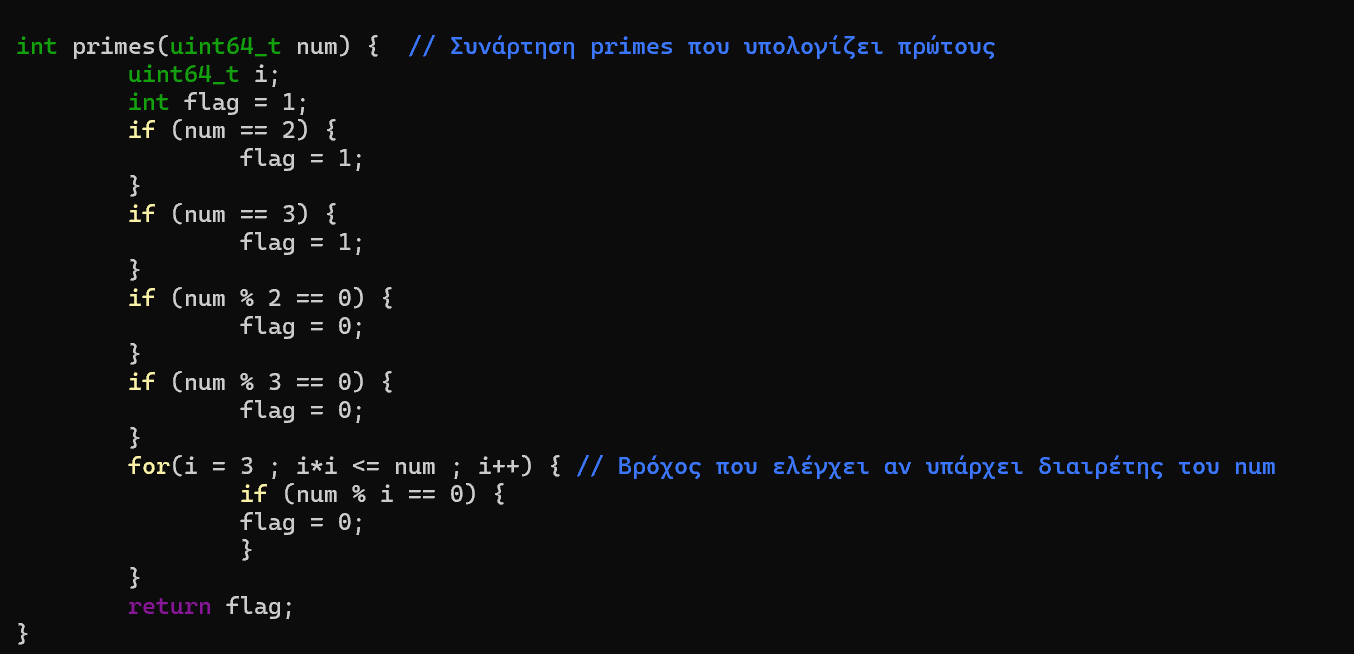 int primes(uint64_t num) {  // Συνάρτηση primes που υπολογίζει πρώτους
        uint64_t i;
        int flag = 1;
        if (num == 2) {
                flag = 1;
        }
        if (num == 3) {
                flag = 1;
        }
        if (num % 2 == 0) {
                flag = 0;
        }
        if (num % 3 == 0) {
                flag = 0;
        }
        for(i = 3 ; i*i <= num ; i++) { // Βρόχος που ελέγχει αν υπάρχει διαιρέτης του num
                if (num % i == 0) {
                flag = 0;
                }
        }
        return flag;
}